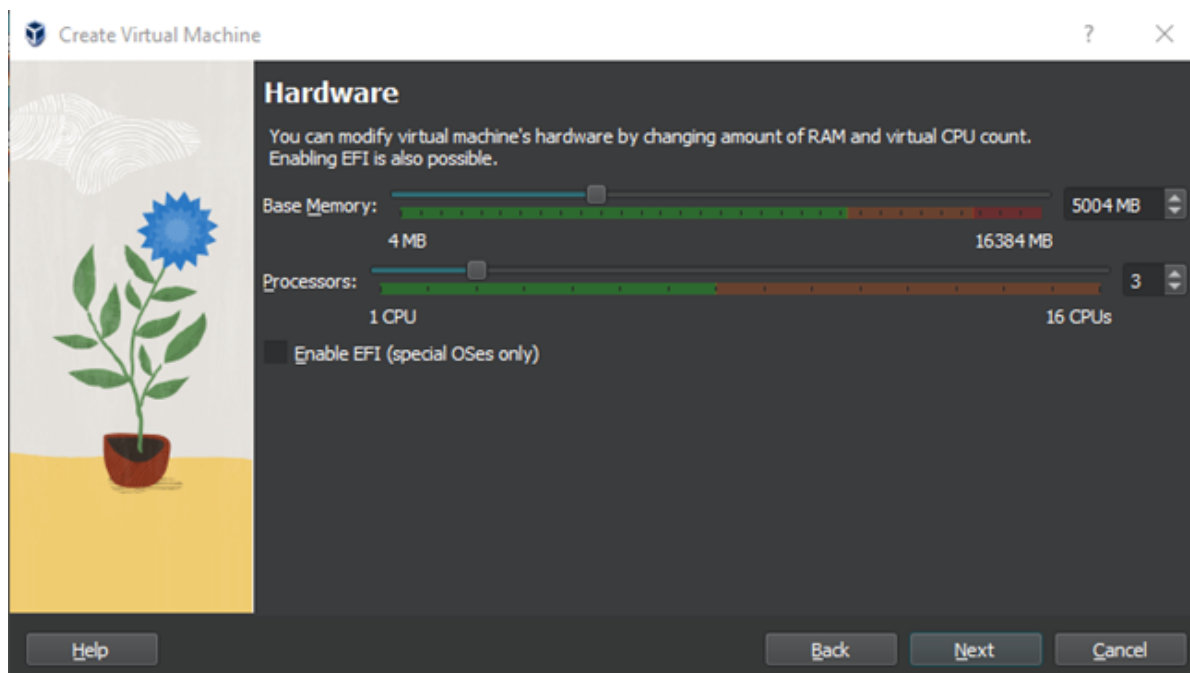 Create Virtual Machine
?
Hardware
You can modify virtual machine's hardware by changing amount of RAM and virtual CPU count.
Enabling EFI is also possible.
Base Memory: 5004 MB
4 MB 16384 MB
Processors: 3
1 CPU 16 CPUs
Enable EFI (special OSes only)
Help Back Next Cancel